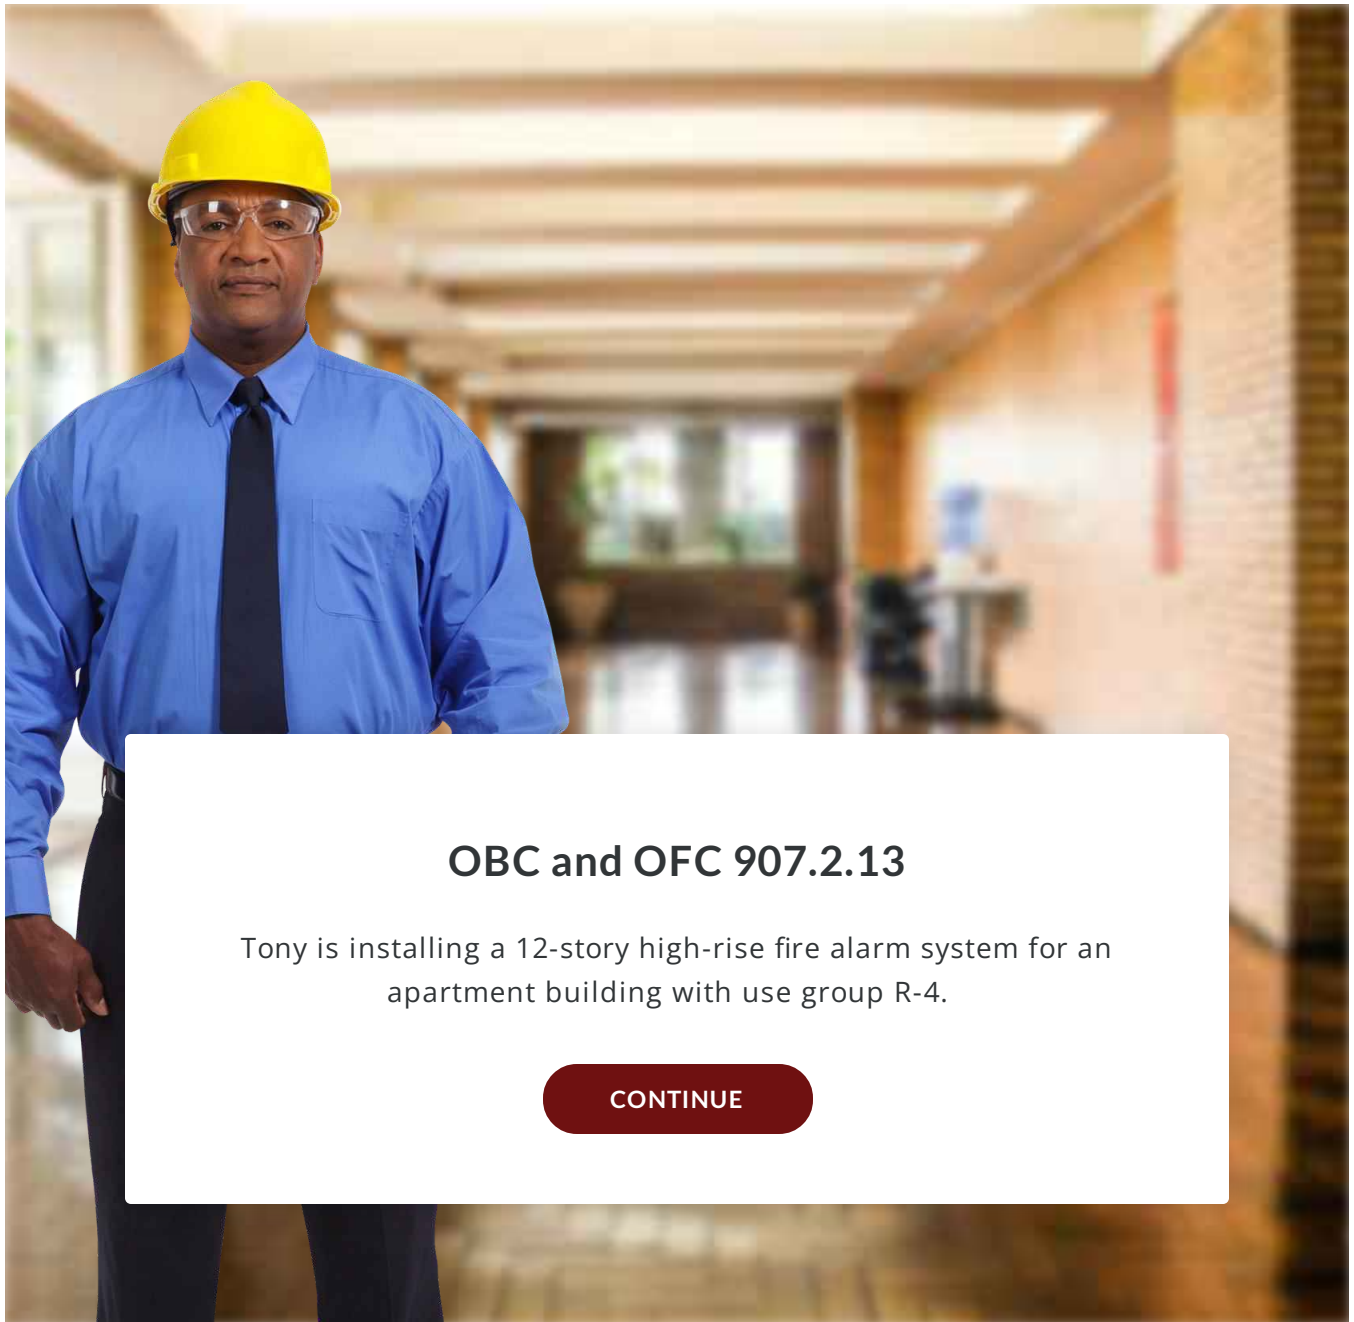 OBC and OFC 907.2.13
Tony is installing a 12-story high-rise fire alarm system for an
apartment building with use group R-4.
CONTINUE